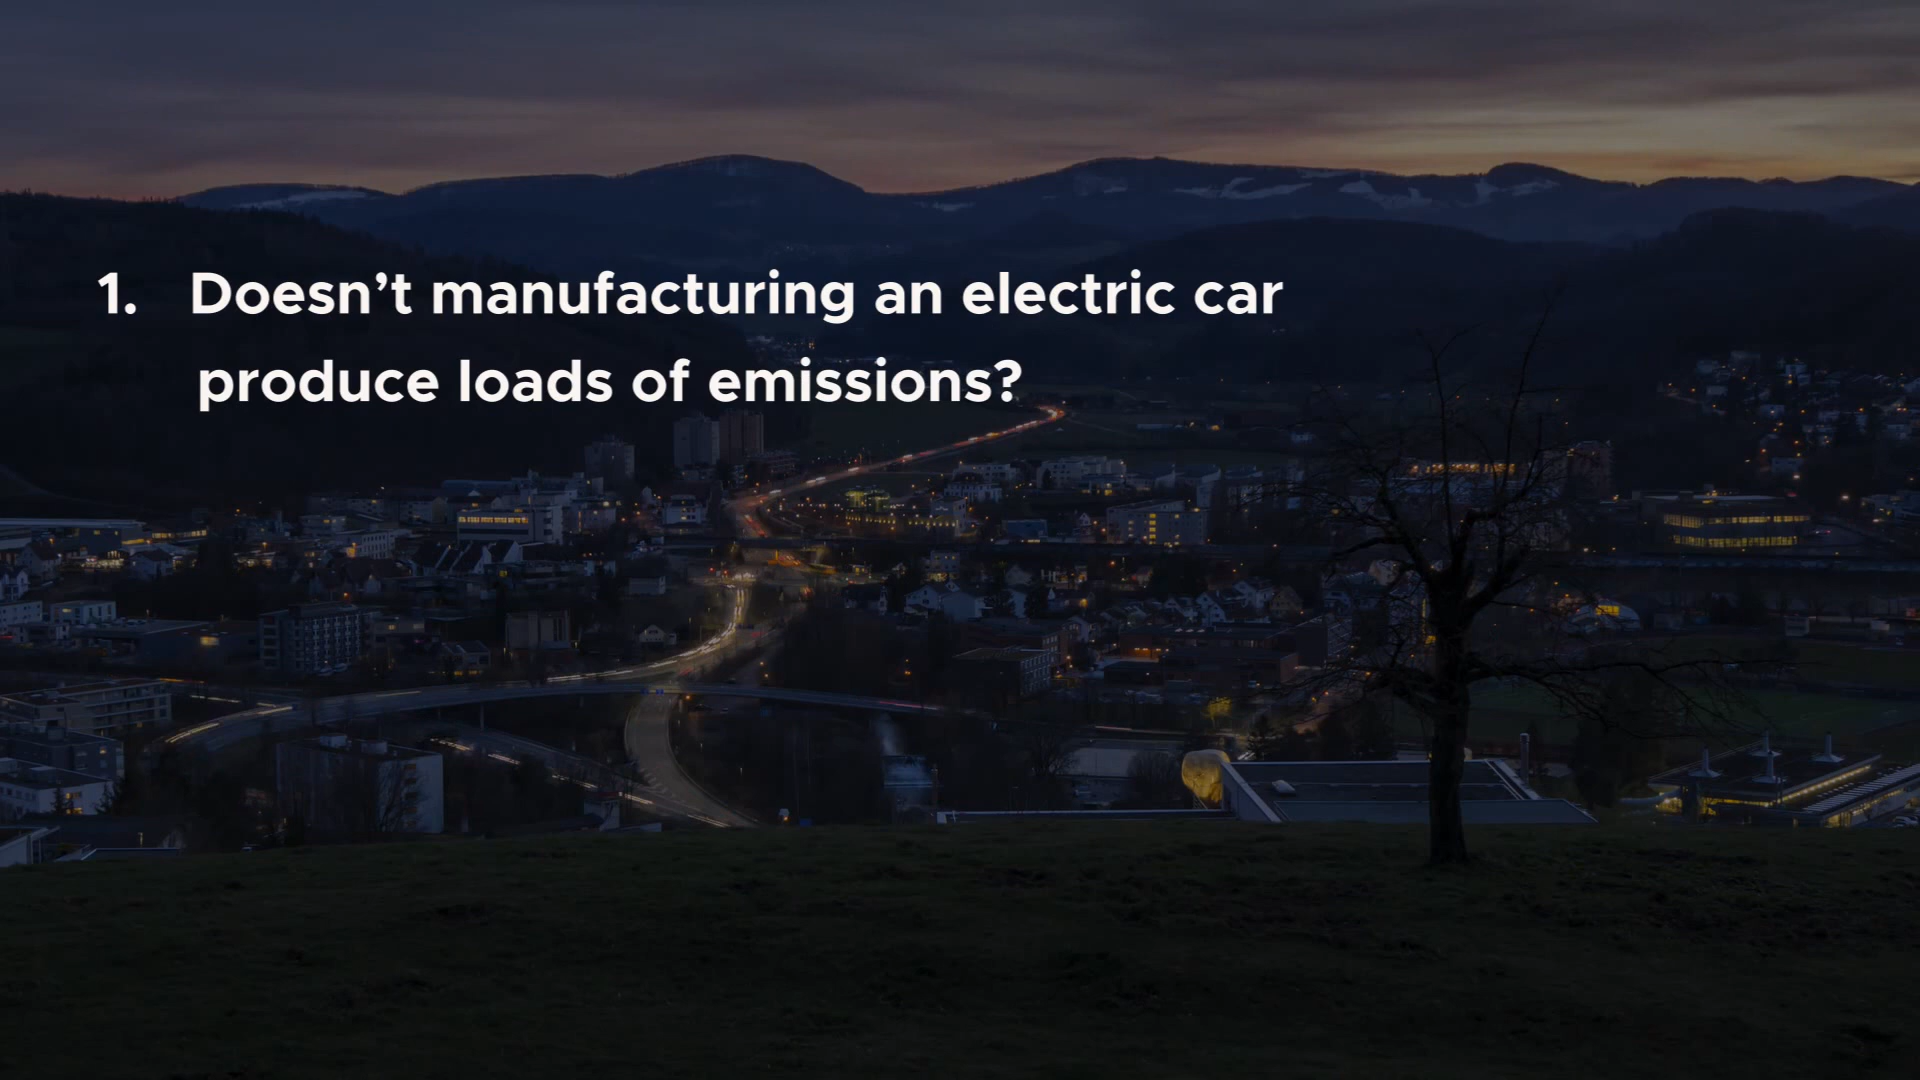 1. Doesn’t manufacturing an electric car
produce loads of emissions?